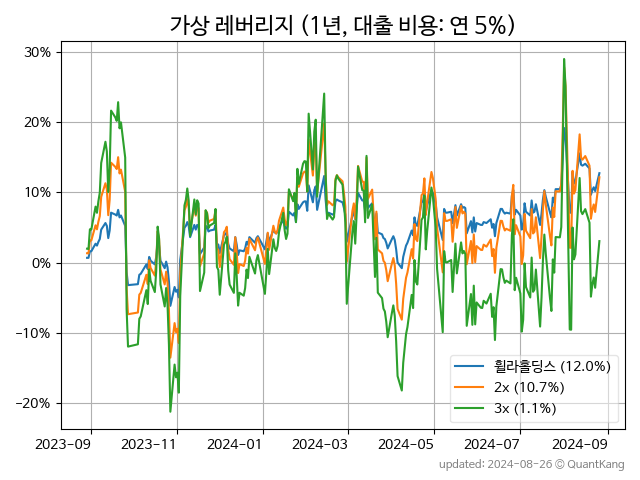 가상 레버리지 (1년, 대출 비용: 연 5%)
30%
20%
10%
0%
−10%
−20%
휠라홀딩스 (12.0%)
2x (10.7%)
3x (1.1%)
2023-09 2023-11 2024-01 2024-03 2024-05 2024-07 2024-09
updated: 2024-08-26 © QuantKang